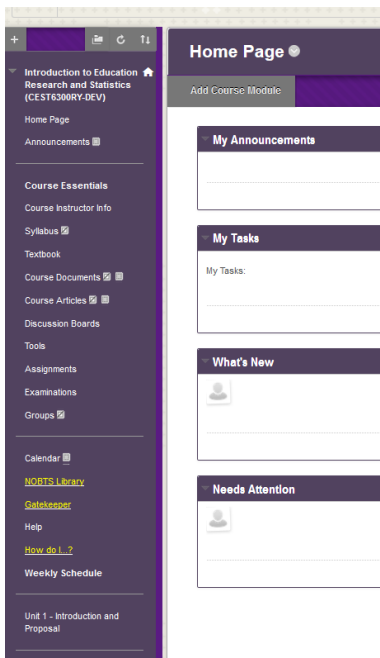 Introduction to Education
Research and Statistics
(CEST6300RY-DEV)
Home Page
Announcements
Course Essentials
Course Instructor Info
Syllabus
Textbook
Course Documents
Course Articles
Discussion Boards
Tools
Assignments
Examinations
Groups
Calendar
NOBTS Library
Gatekeeper
Help
How do I...?
Weekly Schedule
Unit 1 - Introduction and
Proposal
Home Page
Add Course Module
My Announcements
My Tasks
My Tasks:
What's New
Needs Attention